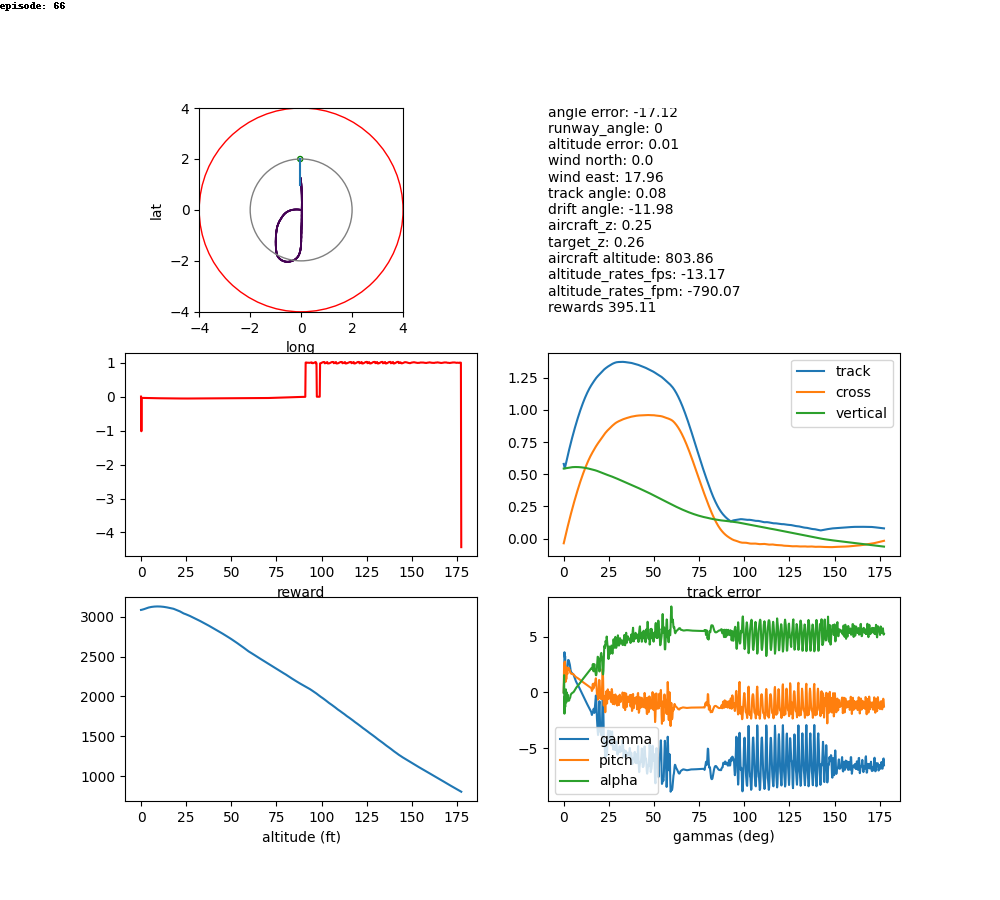 episode: 66
4
2
0
−2
−4
lat
−4 −2 0 2 4
long
angle error: -17.12
runway_angle: 0
altitude error: 0.01
wind north: 0.0
wind east: 17.96
track angle: 0.08
drift angle: -11.98
aircraft_z: 0.25
target_z: 0.26
aircraft altitude: 803.86
altitude_rates_fps: -13.17
altitude_rates_fpm: -790.07
rewards 395.11
1
0
−1
−2
−3
−4
0 25 50 75 100 125 150 175
reward
1.25
1.00
0.75
0.50
0.25
0.00
track
cross
vertical
0 25 50 75 100 125 150 175
track error
3000
2500
2000
1500
1000
0 25 50 75 100 125 150 175
altitude (ft)
5
0
−5
gamma
pitch
alpha
0 25 50 75 100 125 150 175
gammas (deg)